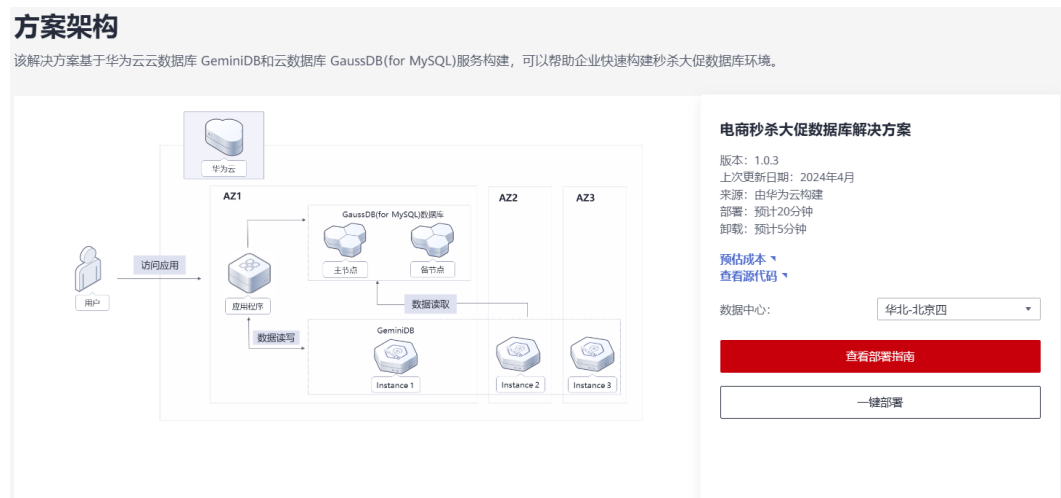 方案架构
该解决方案基于华为云云数据库 GeminiDB和云数据库 GaussDB(for MySQL)服务构建，可以帮助企业快速构建秒杀大促数据库环境。
华为云
AZ1
AZ2
AZ3
GaussDB(for MySQL)数据库
主节点
备节点
访问应用
用户
应用程序
数据读取
数据读写
GeminiDB
Instance 1
Instance 2
Instance 3
电商秒杀大促数据库解决方案
版本：1.0.3
上次更新日期：2024年4月
来源：由华为云构建
部署：预计20分钟
卸载：预计5分钟
预估成本
查看源代码
数据中心：
华北-北京四
查看部署指南
一键部署